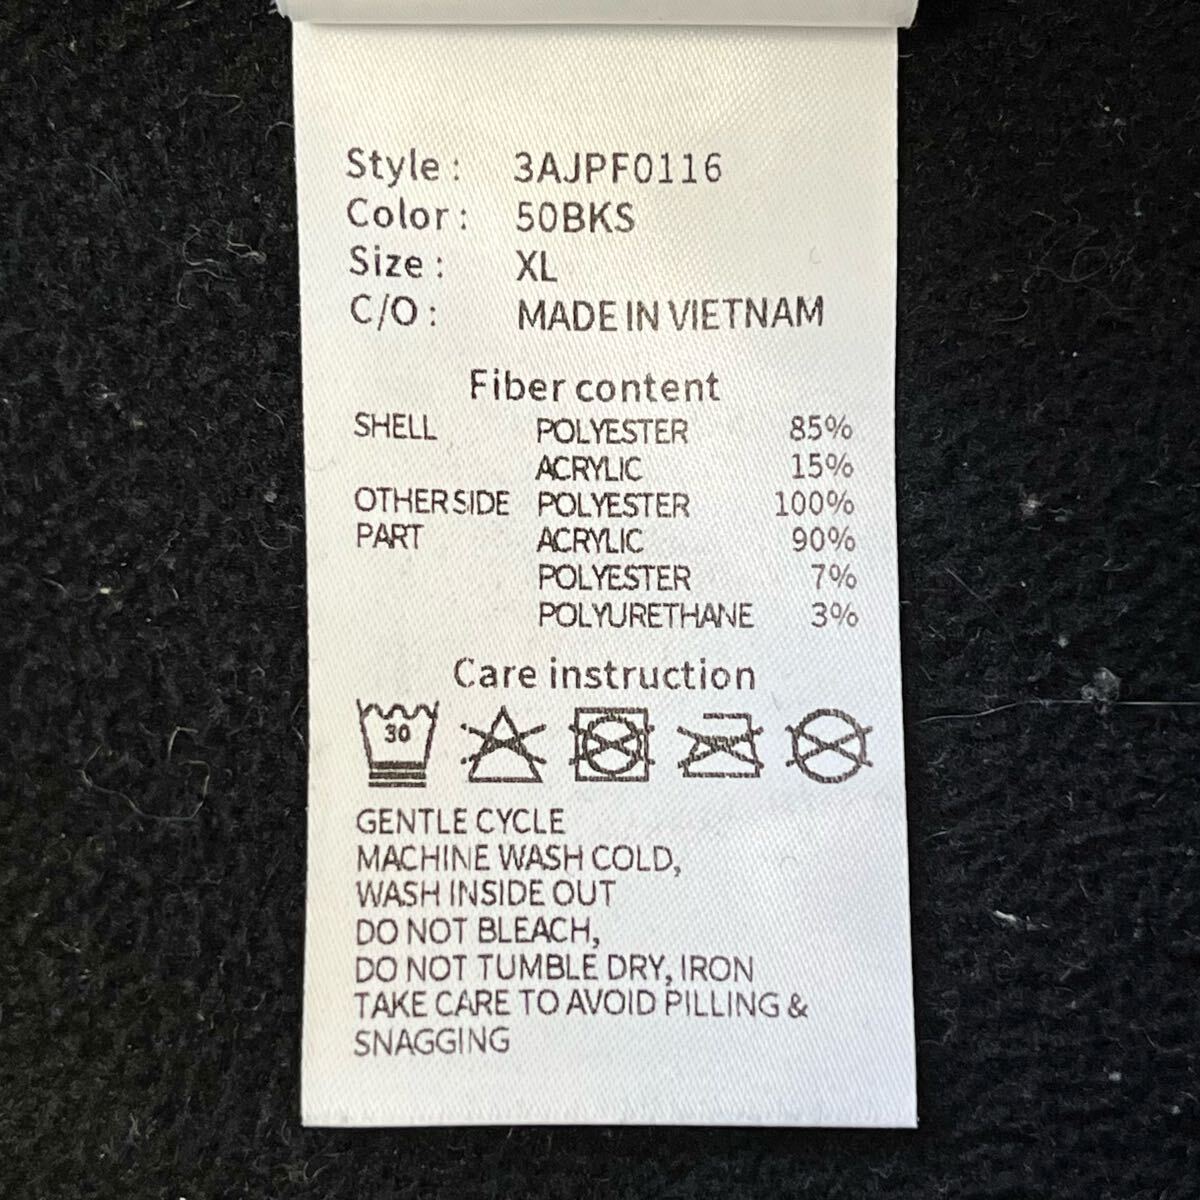 Style : 3AJPF0116
Color : 50BKS
Size : XL
C/O : MADE IN VIETNAM
Fiber content
SHELL POLYESTER 85%
ACRYLIC 15%
OTHERSIDE POLYESTER 100%
PART ACRYLIC 90%
POLYESTER 7%
POLYURETHANE 3%
Care instruction
30
GENTLE CYCLE
MACHINE WASH COLD,
WASH INSIDE OUT
DO NOT BLEACH,
DO NOT TUMBLE DRY, IRON
TAKE CARE TO AVOID PILLING &
SNAGGING